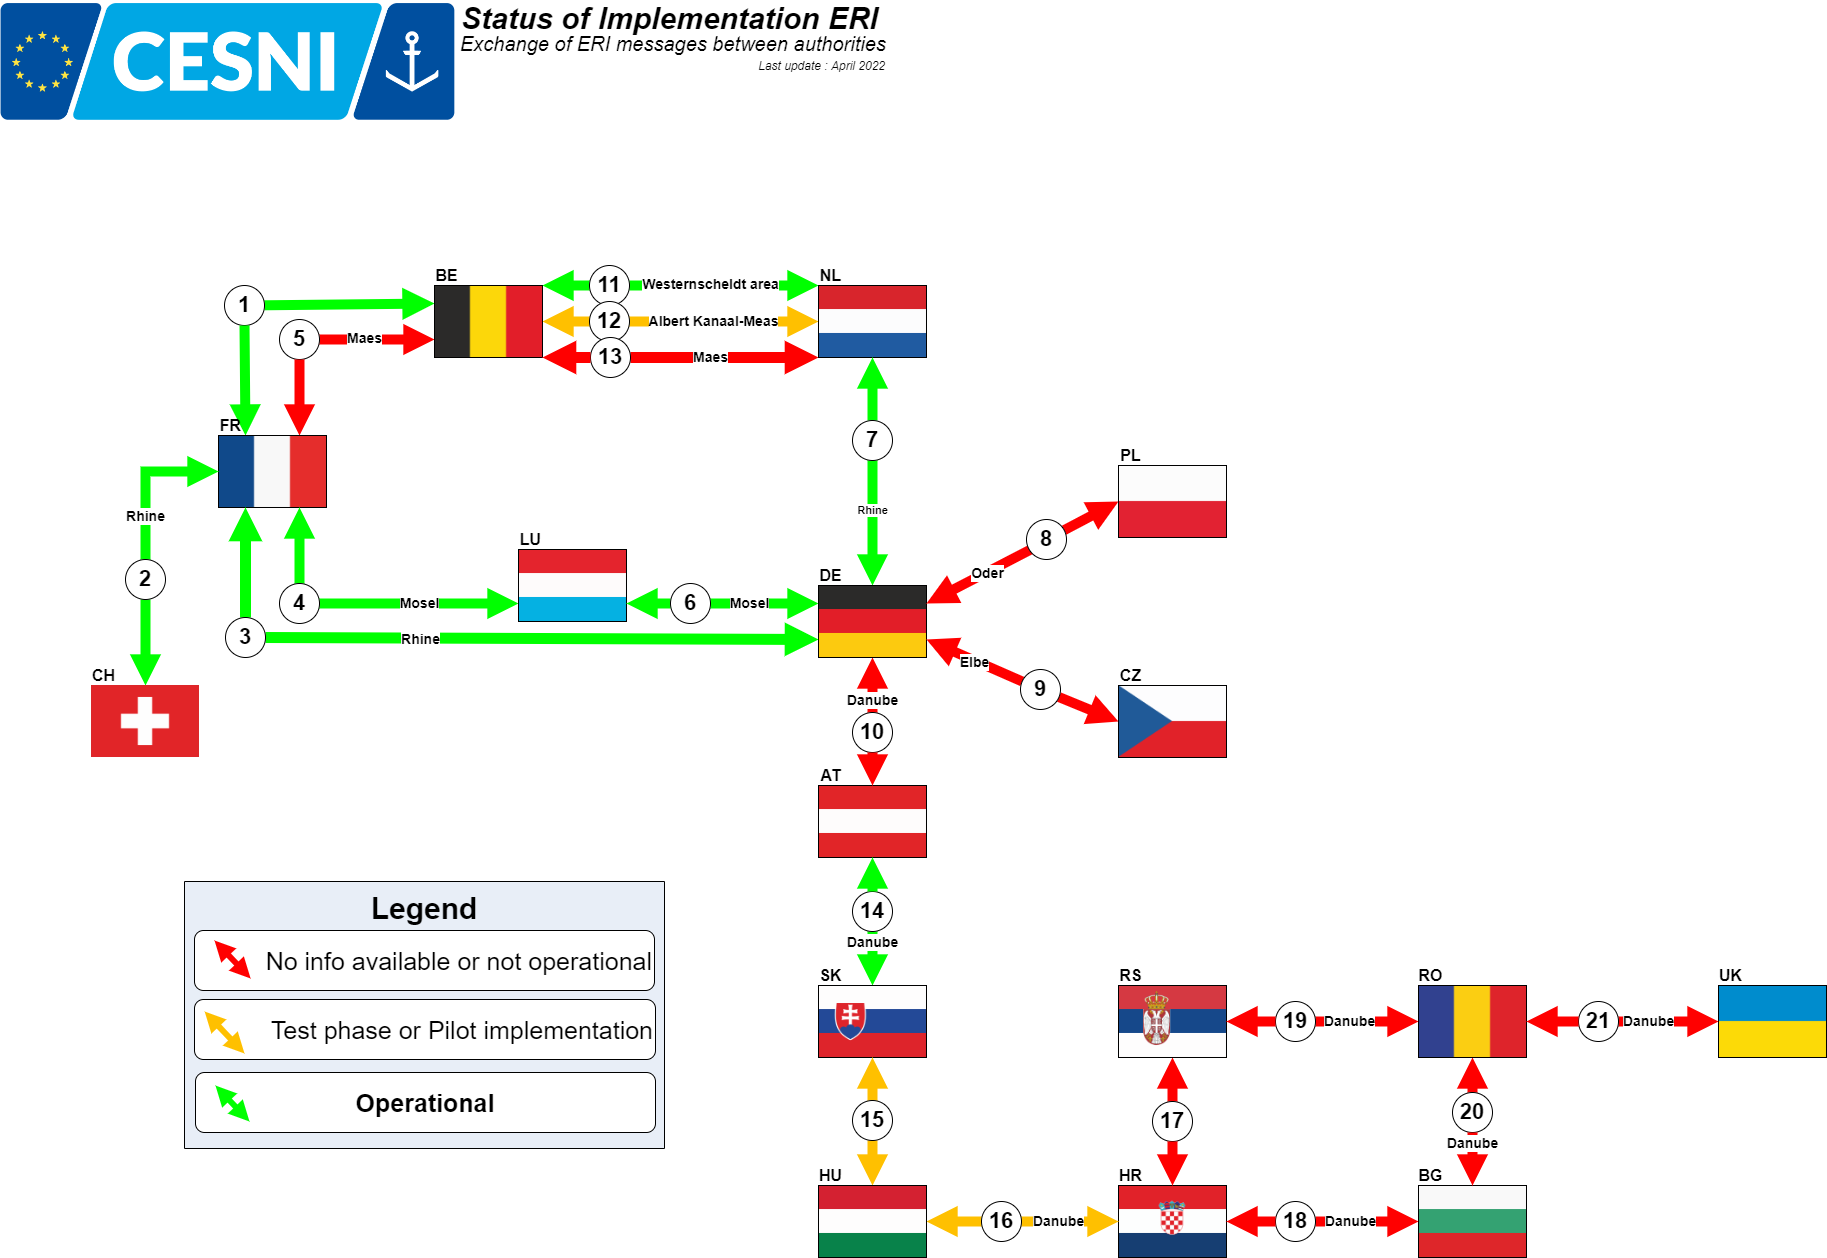 CESNI
Status of Implementation ERI
Exchange of ERI messages between authorities
Last update : April 2022
BE
NL
1
11
Westernscheldt area
12
Albert Kanaal-Meas
5
Maes
13
Maes
FR
7
Rhine
PL
8
Oder
Rhine
2
LU
DE
4
Mosel
6
Mosel
3
Rhine
CH
Elbe
9
CZ
Danube
10
AT
14
Danube
Legend
No info available or not operational
Test phase or Pilot implementation
Operational
SK
RS
RO
UK
19
Danube
21
Danube
15
17
20
Danube
HU
HR
BG
16
Danube
18
Danube